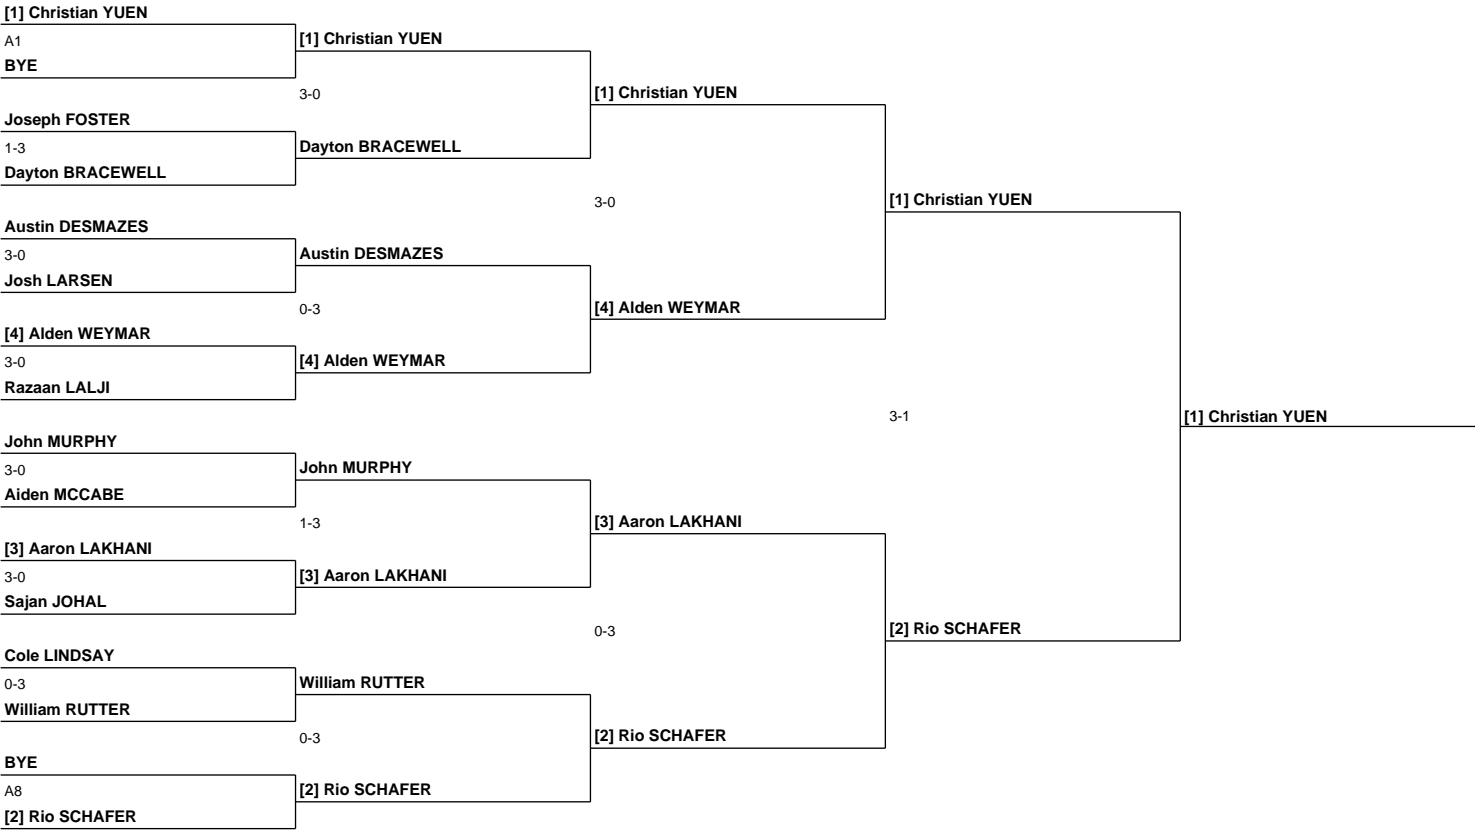 [1] Christian YUEN
A1
BYE
[1] Christian YUEN
3-0
Joseph FOSTER
1-3
Dayton BRACEWELL
Dayton BRACEWELL
[1] Christian YUEN
3-0
Austin DESMAZES
3-0
Josh LARSEN
Austin DESMAZES
0-3
[4] Alden WEYMAR
3-0
Razaan LALJI
[4] Alden WEYMAR
[4] Alden WEYMAR
[1] Christian YUEN
3-1
[1] Christian YUEN
John MURPHY
3-0
Aiden MCCABE
John MURPHY
1-3
[3] Aaron LAKHANI
3-0
Sajan JOHAL
[3] Aaron LAKHANI
[3] Aaron LAKHANI
0-3
[2] Rio SCHAFER
Cole LINDSAY
0-3
William RUTTER
William RUTTER
0-3
BYE
A8
[2] Rio SCHAFER
[2] Rio SCHAFER
[2] Rio SCHAFER